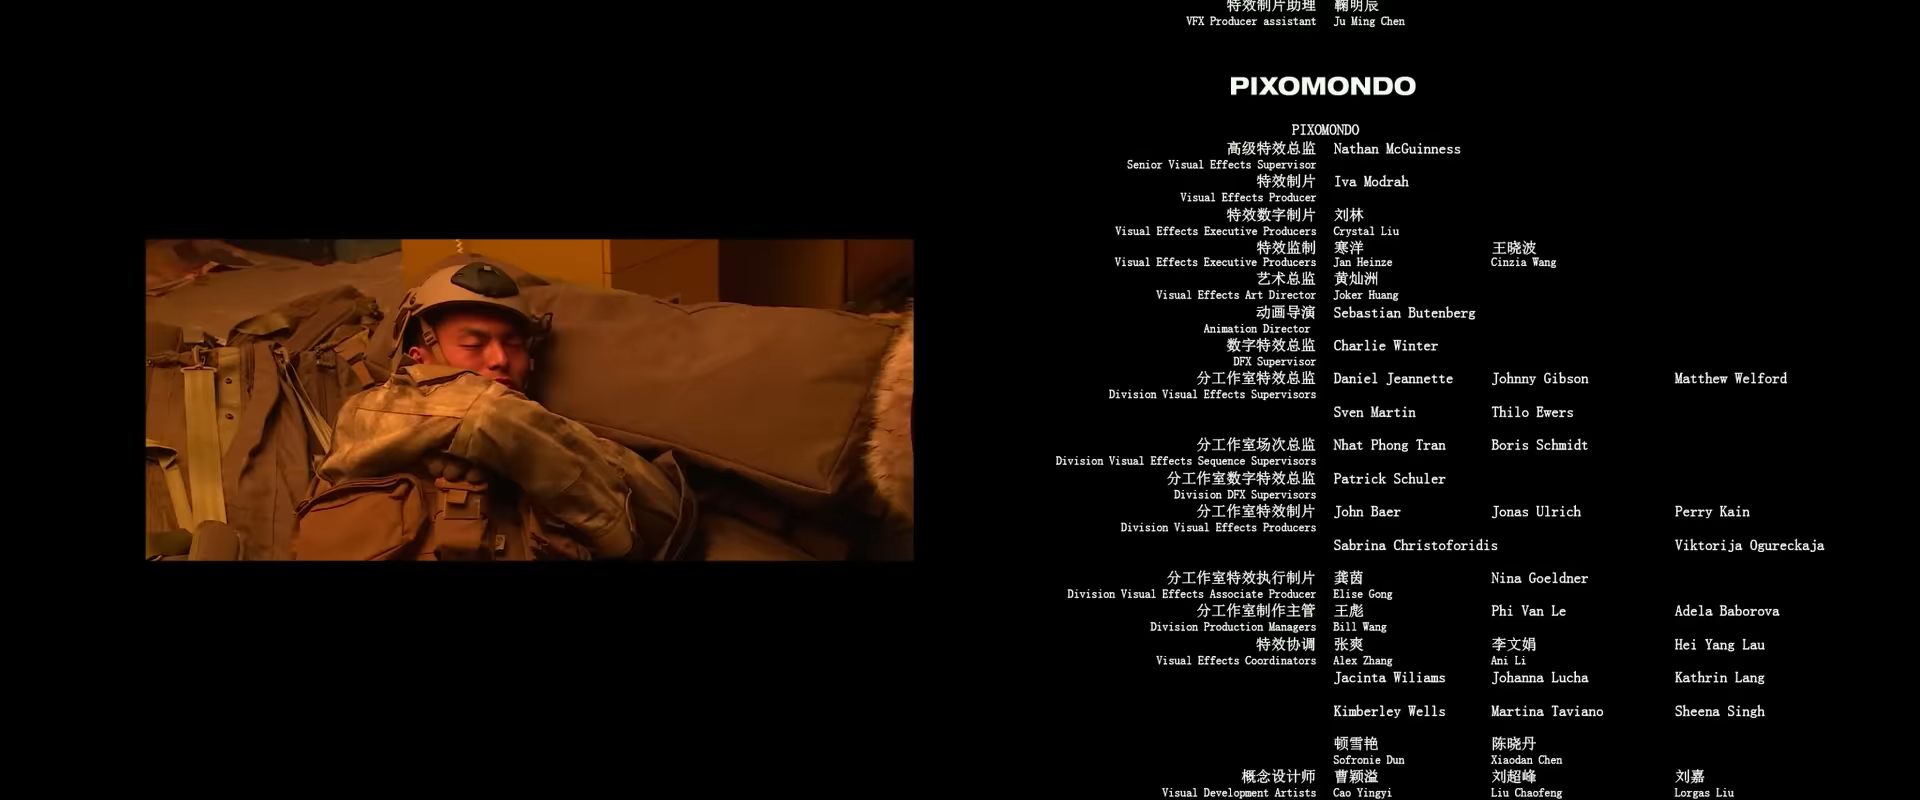 特效制片助理 鞠明辰
VFX Producer assistant Ju Ming Chen
PIXOMONDO
PIXOMONDO
高级特效总监 Nathan McGuinness
Senior Visual Effects Supervisor
特效制片 Iva Modrah
Visual Effects Producer
特效数字制片 刘林
Visual Effects Executive Producers Crystal Liu
特效监制 寒洋 王晓波
Visual Effects Executive Producers Jan Heinze Cinzia Wang
艺术总监 黄灿洲
Visual Effects Art Director Joker Huang
动画导演 Sebastian Butenberg
Animation Director
数字特效总监 Charlie Winter
DFX Supervisor
分工作室特效总监 Daniel Jeannette Johnny Gibson Matthew Welford
Division Visual Effects Supervisors
Sven Martin Thilo Ewers
分工作室场次总监 Nhat Phong Tran Boris Schmidt
Division Visual Effects Sequence Supervisors
分工作室数字特效总监 Patrick Schuler
Division DFX Supervisors
分工作室特效制片 John Baer Jonas Ulrich Perry Kain
Division Visual Effects Producers
Sabrina Christoforidis Viktorija Ogureckaja
分工作室特效执行制片 龚茵 Nina Goeldner
Division Visual Effects Associate Producer Elise Gong
分工作室制作主管 王彪 Phi Van Le Adela Baborova
Division Production Managers Bill Wang
特效协调 张爽 李文娟 Hei Yang Lau
Visual Effects Coordinators Alex Zhang Ani Li
Jacinta Wiliams Johanna Lucha Kathrin Lang
Kimberley Wells Martina Taviano Sheena Singh
顿雪艳 陈晓丹
Sofronie Dun Xiaodan Chen
概念设计师 曹颖溢 刘超峰 刘嘉
Visual Development Artists Cao Yingyi Liu Chaofeng Lorgas Liu